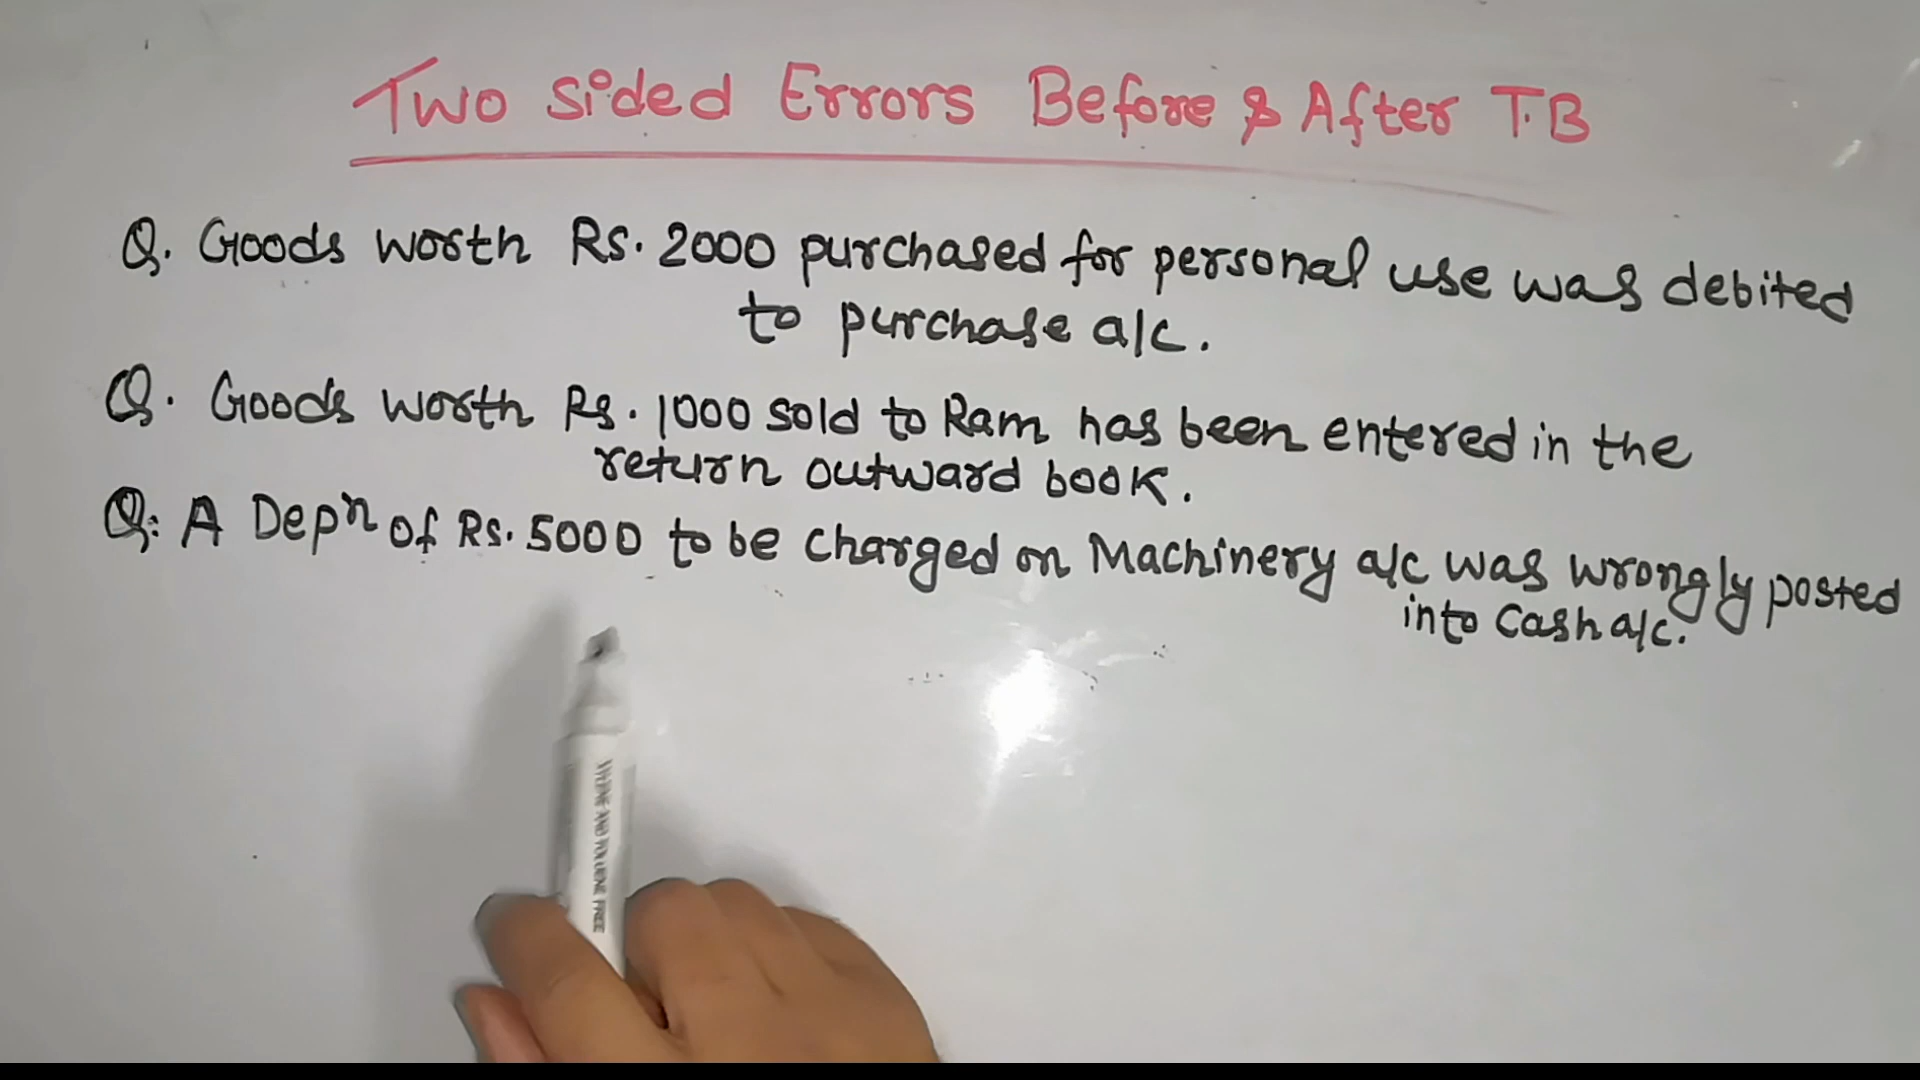 Two Sided Errors Before & After T.B
Q. Goods worth Rs. 2000 purchased for personal use was debited
to purchase a/c.
Q. Goods worth Rs. 1000 sold to Ram has been entered in the
return outward book.
Q: A Depn of Rs. 5000 to be charged on Machinery a/c was wrongly posted
into Cash a/c.